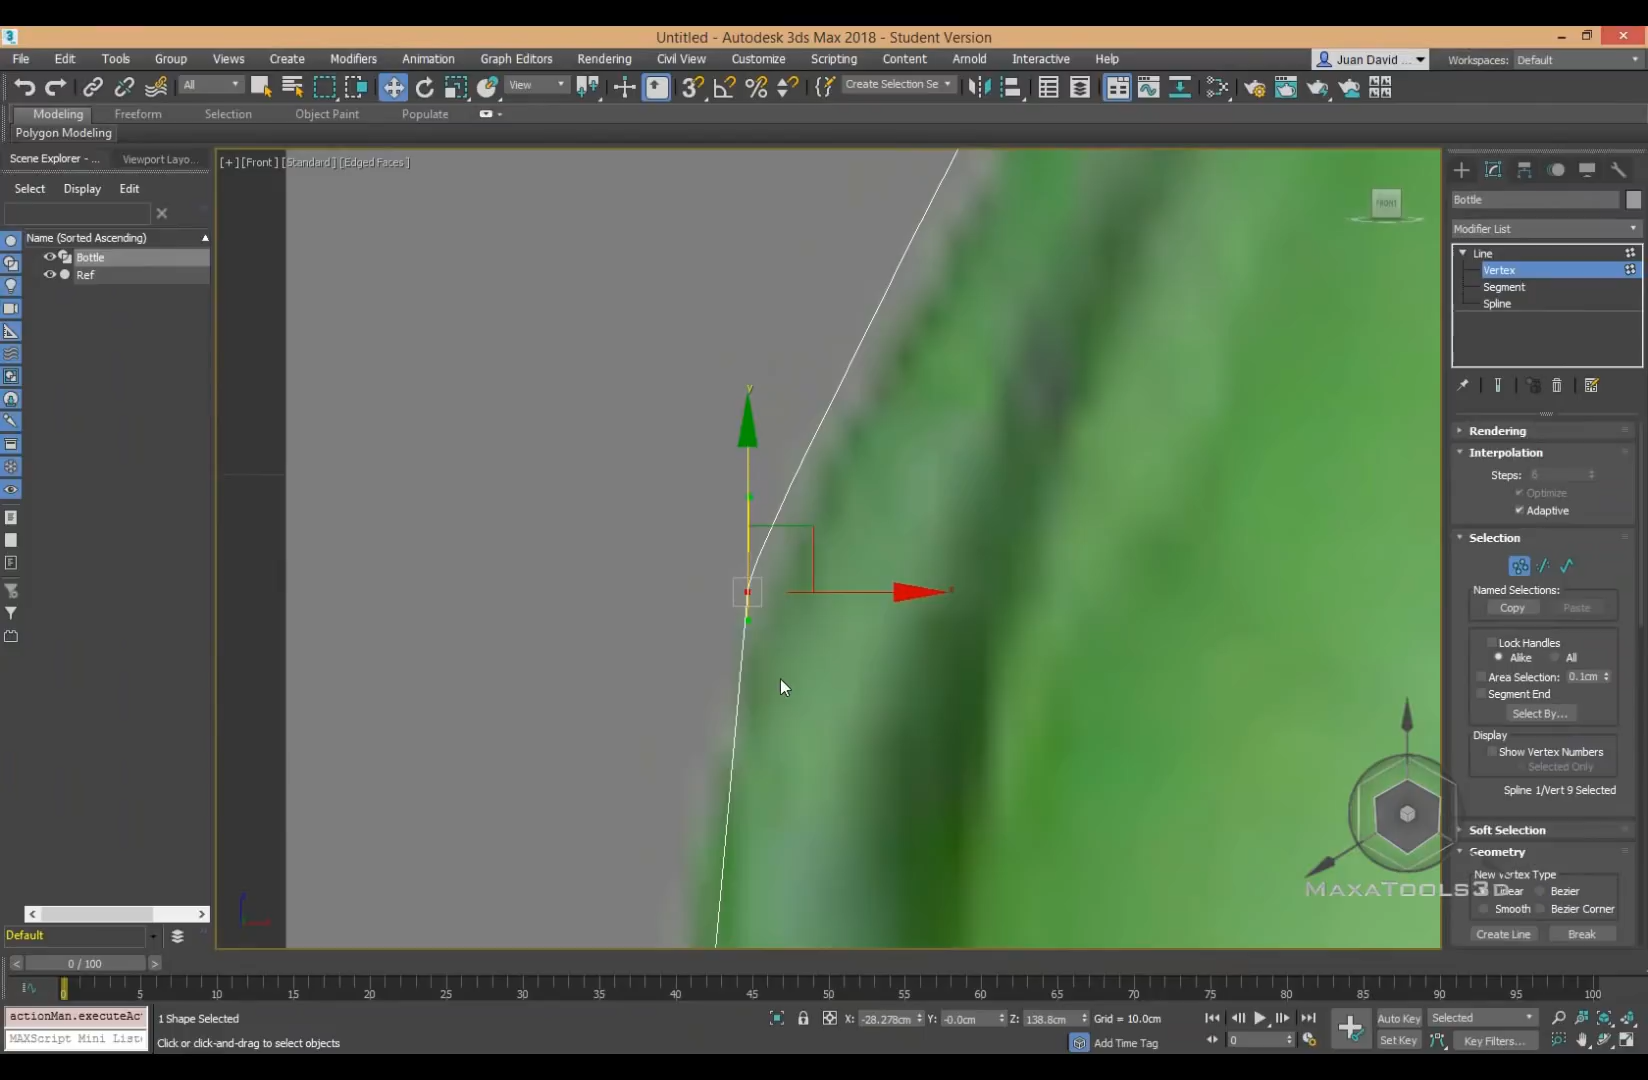 Untitled - Autodesk 3ds Max 2018 - Student Version
File Edit Tools Group Views Create Modifiers Animation Graph Editors Rendering Civil View Customize Scripting Content Arnold Interactive Help Juan David ... Workspaces: Default
All View Create Selection Se
Modeling Freeform Selection Object Paint Populate
Polygon Modeling
Scene Explorer - ... Viewport Layo...
Select Display Edit
Name (Sorted Ascending)
Bottle
Ref
[+] [Front] [Standard] [Edged Faces]
FRONT
y
x
Bottle
Modifier List
Line
Vertex
Segment
Spline
Rendering
Interpolation
Steps: 6
Optimize
Adaptive
Selection
Named Selections:
Copy Paste
Lock Handles
Alike All
Area Selection: 0.1cm
Segment End
Select By...
Display
Show Vertex Numbers
Selected Only
Spline 1/Vert 9 Selected
Soft Selection
Geometry
New Vertex Type
Linear Bezier
Smooth Bezier Corner
Create Line Break
MAXATOOLS3D
Default
0 / 100
0 5 10 15 20 25 30 35 40 45 50 55 60 65 70 75 80 85 90 95 100
actionMan.executeAc
MAXScript Mini List
1 Shape Selected
Click or click-and-drag to select objects
X: -28.278cm Y: -0.0cm Z: 138.8cm Grid = 10.0cm
Add Time Tag
0
Auto Key Selected
Set Key Key Filters...